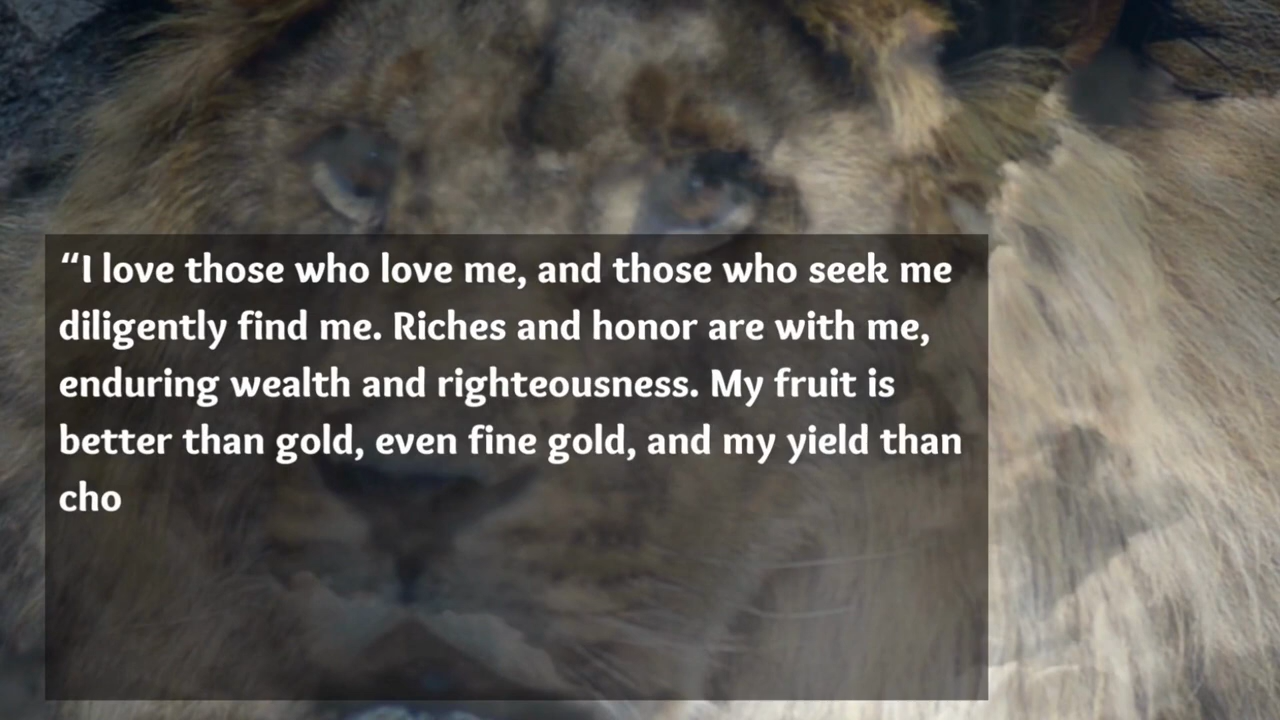 “I love those who love me, and those who seek me
diligently find me. Riches and honor are with me,
enduring wealth and righteousness. My fruit is
better than gold, even fine gold, and my yield than
cho